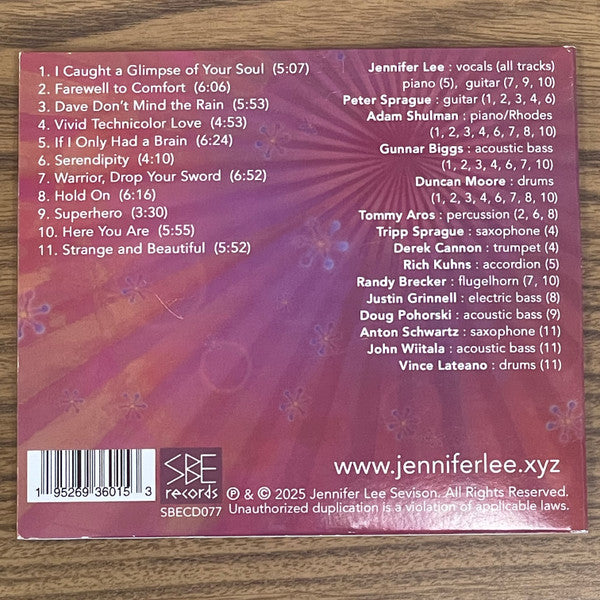 1. I Caught a Glimpse of Your Soul (5:07)
2. Farewell to Comfort (6:06)
3. Dave Don't Mind the Rain (5:53)
4. Vivid Technicolor Love (4:53)
5. If I Only Had a Brain (6:24)
6. Serendipity (4:10)
7. Warrior, Drop Your Sword (6:52)
8. Hold On (6:16)
9. Superhero (3:30)
10. Here You Are (5:55)
11. Strange and Beautiful (5:52)
Jennifer Lee : vocals (all tracks)
piano (5), guitar (7, 9, 10)
Peter Sprague : guitar (1, 2, 3, 4, 6)
Adam Shulman : piano/Rhodes
(1, 2, 3, 4, 6, 7, 8, 10)
Gunnar Biggs : acoustic bass
(1, 2, 3, 4, 6, 7, 10)
Duncan Moore : drums
(1, 2, 3, 4, 6, 7, 8, 10)
Tommy Aros : percussion (2, 6, 8)
Tripp Sprague : saxophone (4)
Derek Cannon : trumpet (4)
Rich Kuhns : accordion (5)
Randy Brecker : flugelhorn (7, 10)
Justin Grinnell : electric bass (8)
Doug Pohorski : acoustic bass (9)
Anton Schwartz : saxophone (11)
John Wiitala : acoustic bass (11)
Vince Lateano : drums (11)
1 95269 36015 3
SBE
records
SBECD077
www.jenniferlee.xyz
℗ & © 2025 Jennifer Lee Sevison. All Rights Reserved.
Unauthorized duplication is a violation of applicable laws.